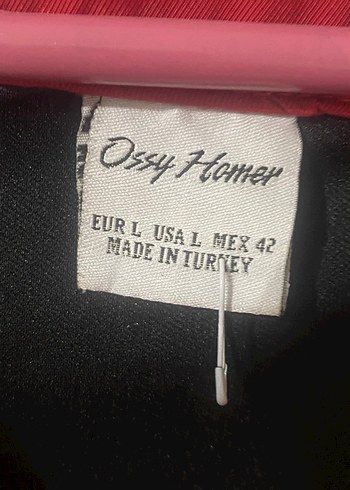 Ossy Homer
EUR L USA L MEX 42
MADE IN TURKEY